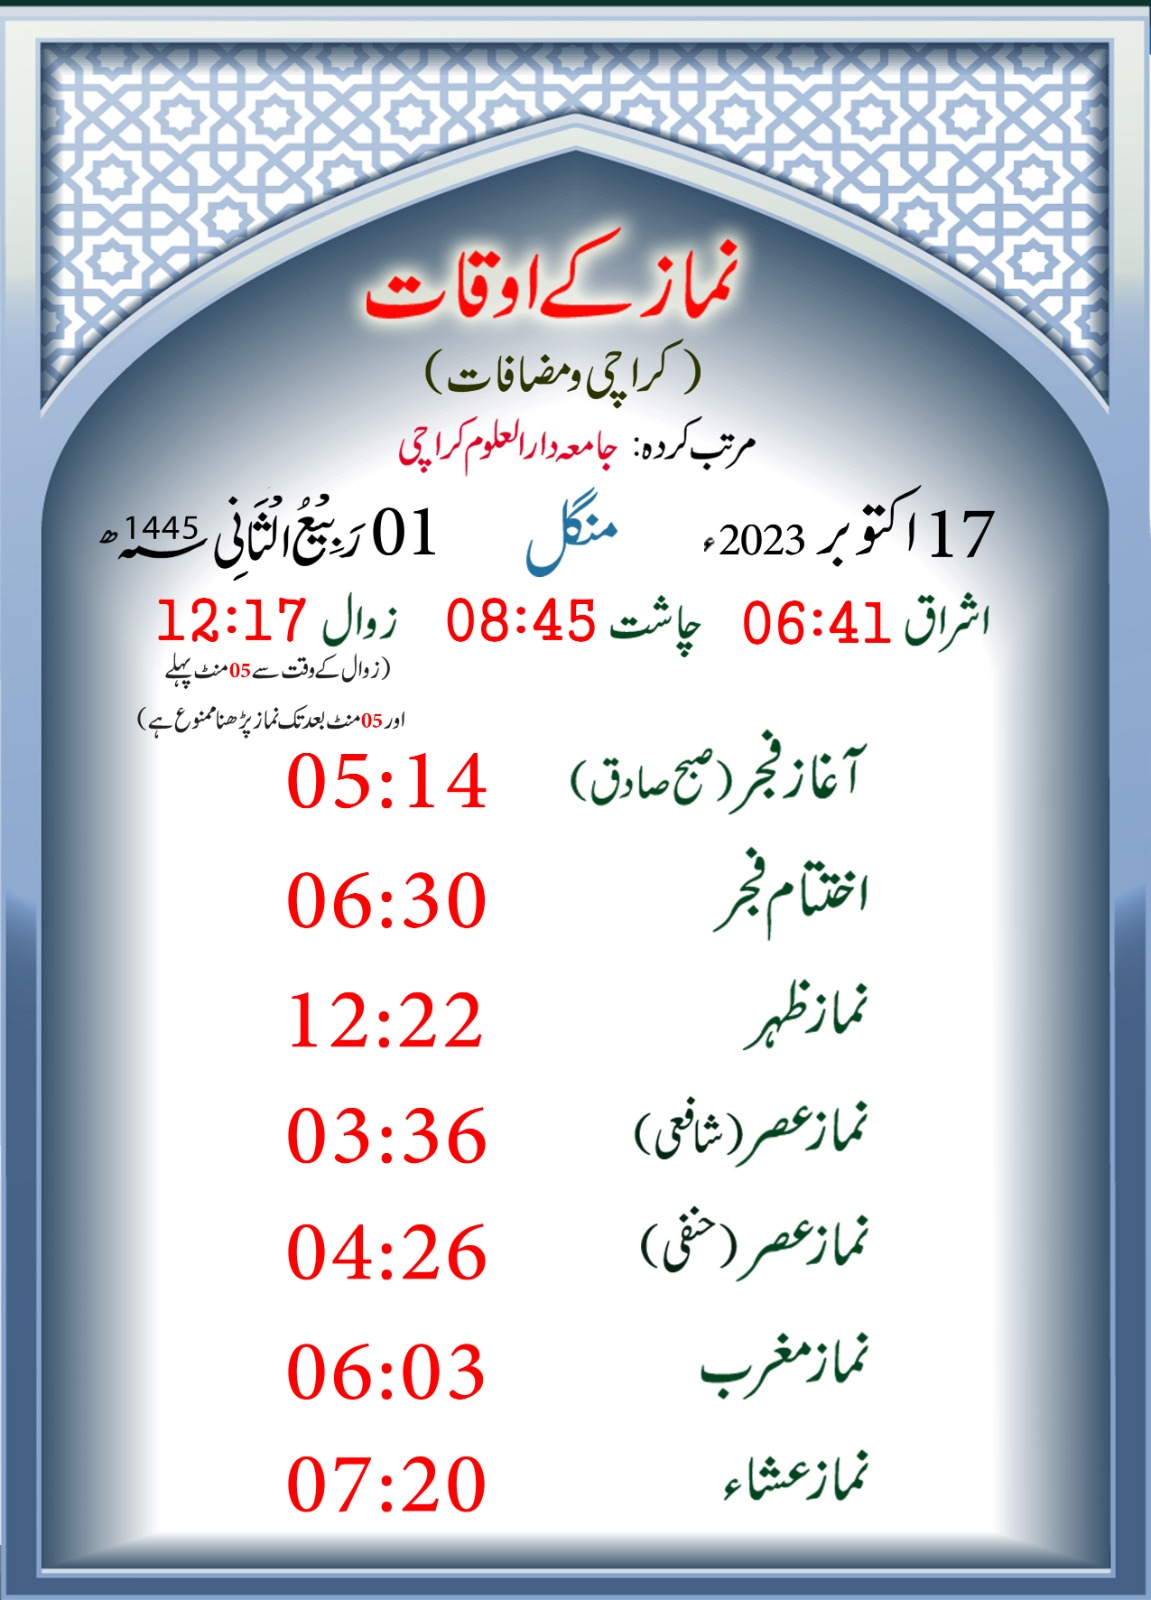 نماز کے اوقات
(کراچی ومضافات)
مرتب کردہ: جامعہ دارالعلوم کراچی
17 اکتوبر 2023ء منگل 01 رَبِیْعُ الثَّانِی 1445ھ
اشراق 06:41 چاشت 08:45 زوال 12:17
(زوال کے وقت سے 05 منٹ پہلے
اور 05 منٹ بعد تک نماز پڑھنا ممنوع ہے)
آغاز فجر (صبح صادق) 05:14
اختتام فجر 06:30
نماز ظہر 12:22
نماز عصر (شافعی) 03:36
نماز عصر (حنفی) 04:26
نماز مغرب 06:03
نماز عشاء 07:20